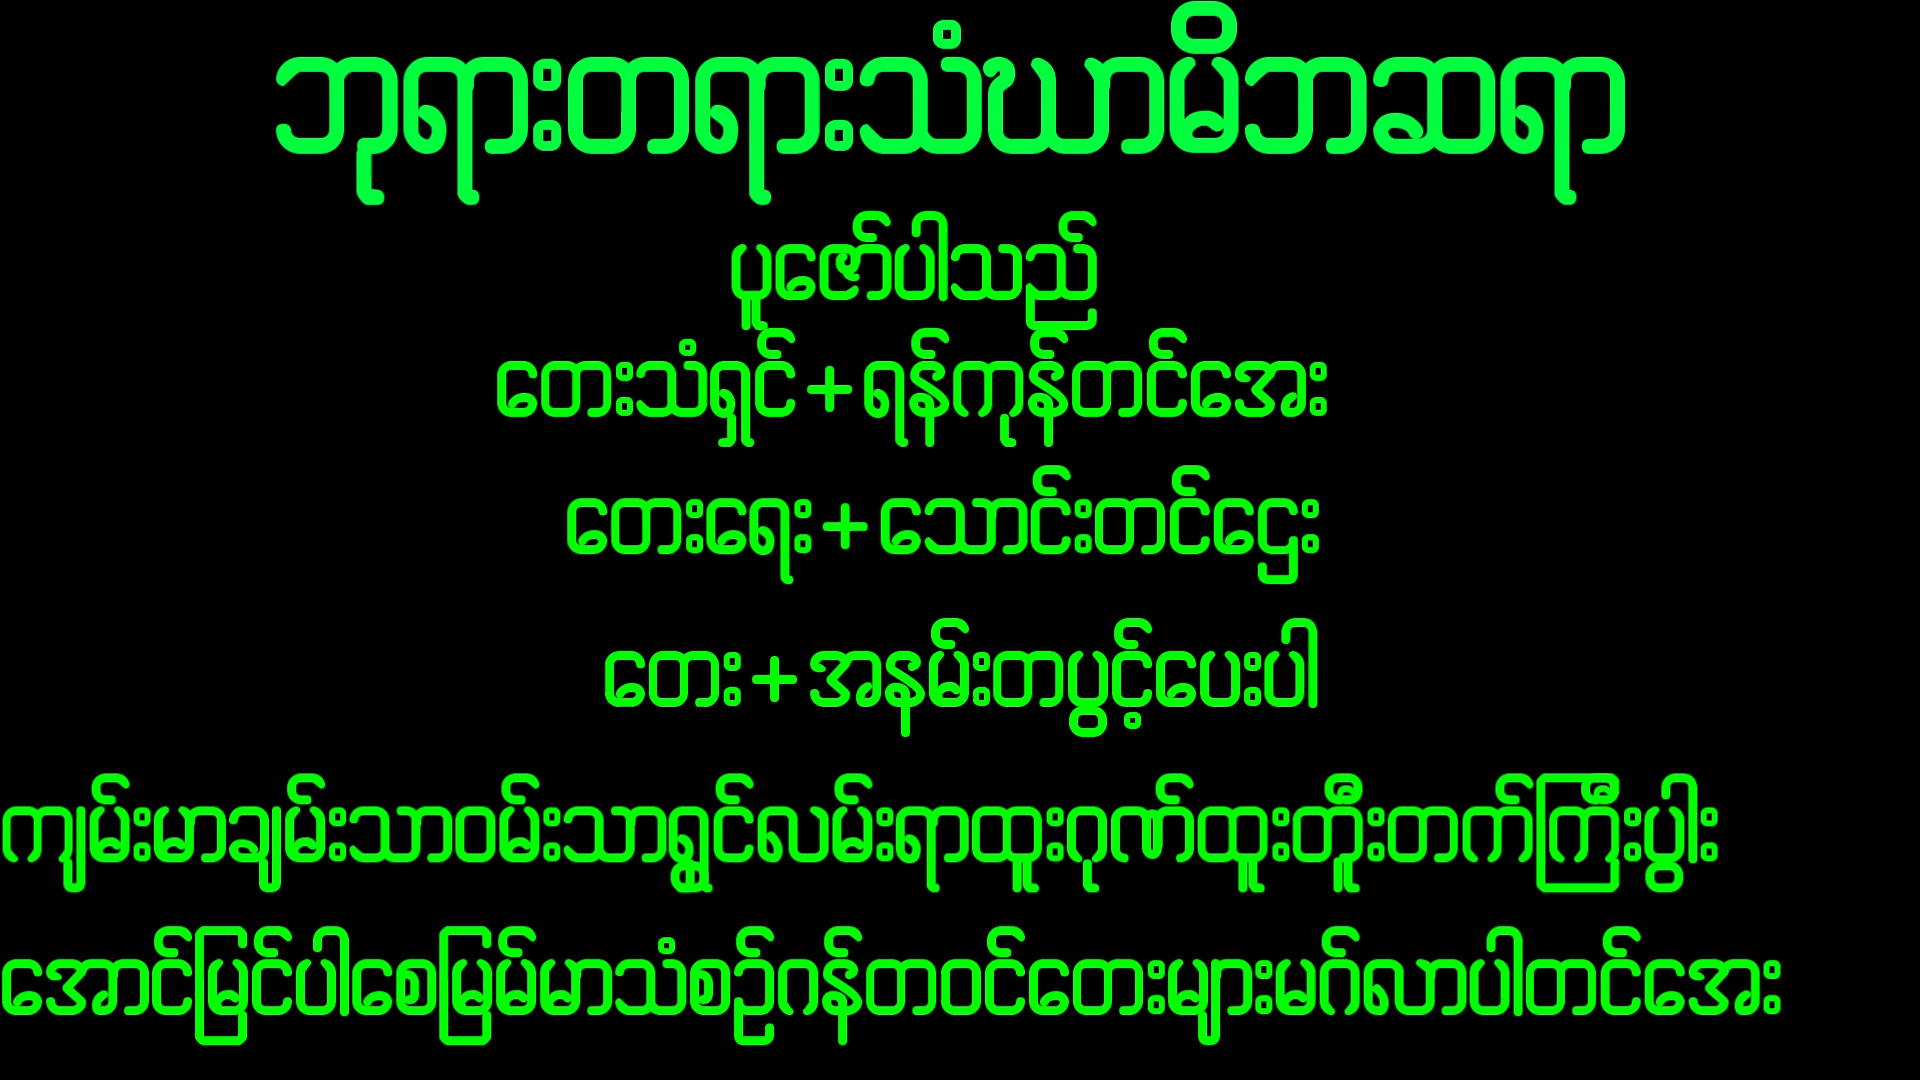 ဘုရားတရားသံဃာမိဘဆရာ
ပူဇော်ပါသည်
တေးသံရှင်+ရန်ကုန်တင်အေး
တေးရေး+သောင်းတင်ဌေး
တေး+အနမ်းတပွင့်ပေးပါ
ကျမ်းမာချမ်းသာဝမ်းသာရွှင်လမ်းရာထူးဂုဏ်ထူးတီူးတက်ကြီးပွါး
အောင်မြင်ပါစေမြမ်မာသံစဉ်ဂန်တဝင်တေးများမင်္ဂလာပါတင်အေး